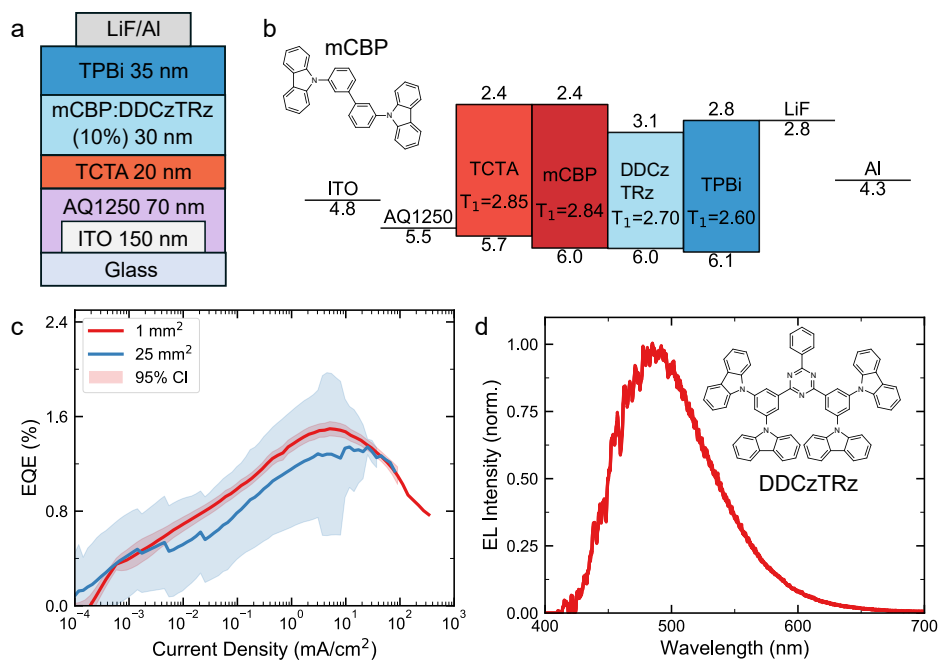 a
LiF/Al
TPBi 35 nm
mCBP:DDCzTRz
(10%) 30 nm
TCTA 20 nm
AQ1250 70 nm
ITO 150 nm
Glass
b
mCBP
N
N
2.4
2.4
3.1
2.8
LiF
2.8
TCTA
T1=2.85
mCBP
T1=2.84
DDCz
TRz
T1=2.70
TPBi
T1=2.60
ITO
4.8
AQ1250
5.5
5.7
6.0
6.0
6.1
Al
4.3
c
2.4
1.6
0.8
0.0
EQE (%)
1 mm²
25 mm²
95% CI
10⁻⁴ 10⁻³ 10⁻² 10⁻¹ 10⁰ 10¹ 10² 10³
Current Density (mA/cm²)
d
1.00
0.75
0.50
0.25
0.00
EL Intensity (norm.)
N
N
N
N
N
N
N
DDCzTRz
400 500 600 700
Wavelength (nm)